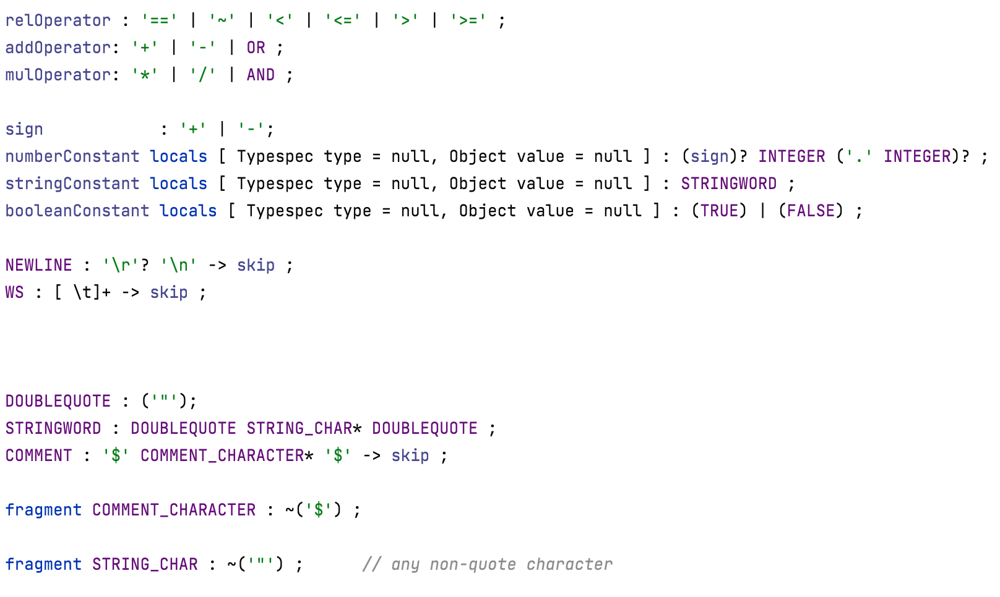 relOperator : '==' | '~' | '<' | '<=' | '>' | '>=' ;
addOperator: '+' | '-' | OR ;
mulOperator: '*' | '/' | AND ;
sign            : '+' | '-';
numberConstant locals [ Typespec type = null, Object value = null ] : (sign)? INTEGER ('.' INTEGER)? ;
stringConstant locals [ Typespec type = null, Object value = null ] : STRINGWORD ;
booleanConstant locals [ Typespec type = null, Object value = null ] : (TRUE) | (FALSE) ;
NEWLINE : '\r'? '\n' -> skip ;
WS : [ \t]+ -> skip ;
DOUBLEQUOTE : ('"');
STRINGWORD : DOUBLEQUOTE STRING_CHAR* DOUBLEQUOTE ;
COMMENT : '$' COMMENT_CHARACTER* '$' -> skip ;
fragment COMMENT_CHARACTER : ~('$') ;
fragment STRING_CHAR : ~('"') ;      // any non-quote character